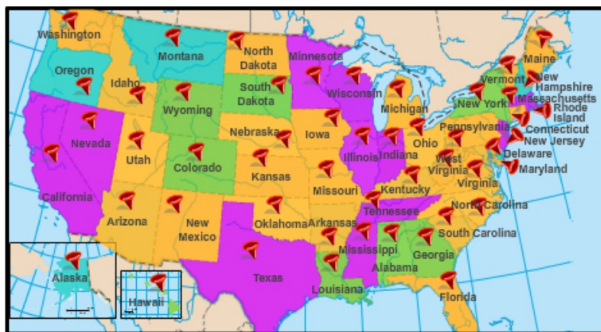 Washington
Montana
North
Dakota
Minnesota
Maine
Oregon
Idaho
Wyoming
South
Dakota
Wisconsin
Michigan
Vermont
New
Hampshire
New York
Massachusetts
Rhode
Island
Connecticut
New Jersey
Nevada
Utah
Colorado
Nebraska
Iowa
Illinois
Indiana
Ohio
Pennsylvania
Delaware
Maryland
California
Kansas
Missouri
Kentucky
West
Virginia
Virginia
Arizona
New
Mexico
Oklahoma
Arkansas
Tennessee
North Carolina
South Carolina
Texas
Louisiana
Mississippi
Alabama
Georgia
Florida
Alaska
Hawaii